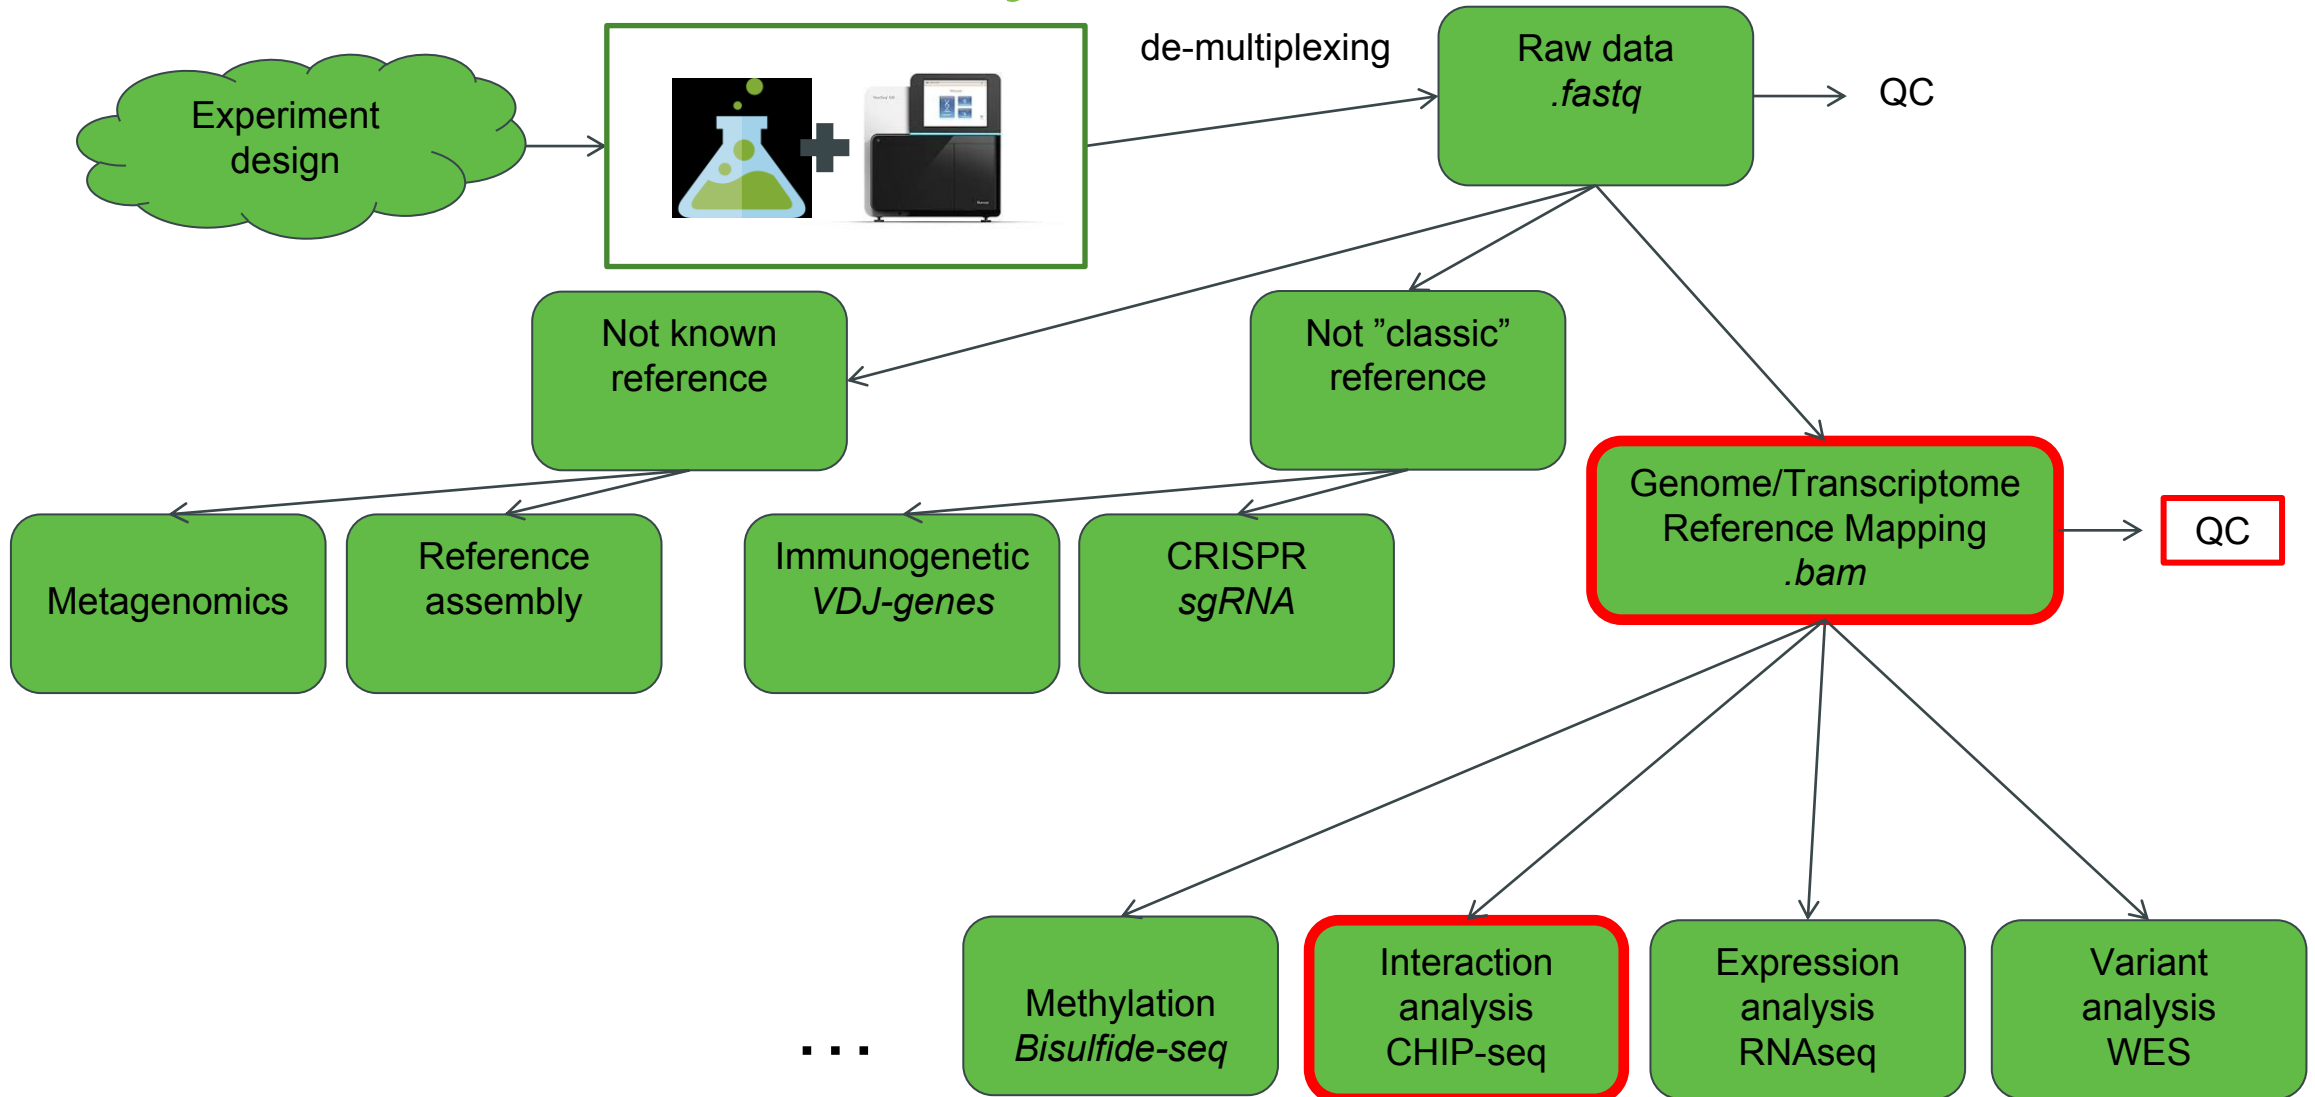 Experiment
design
de-multiplexing
Raw data
.fastq
QC
Not known
reference
Not ”classic”
reference
Genome/Transcriptome
Reference Mapping
.bam
QC
Metagenomics
Reference
assembly
Immunogenetic
VDJ-genes
CRISPR
sgRNA
...
Methylation
Bisulfide-seq
Interaction
analysis
CHIP-seq
Expression
analysis
RNAseq
Variant
analysis
WES